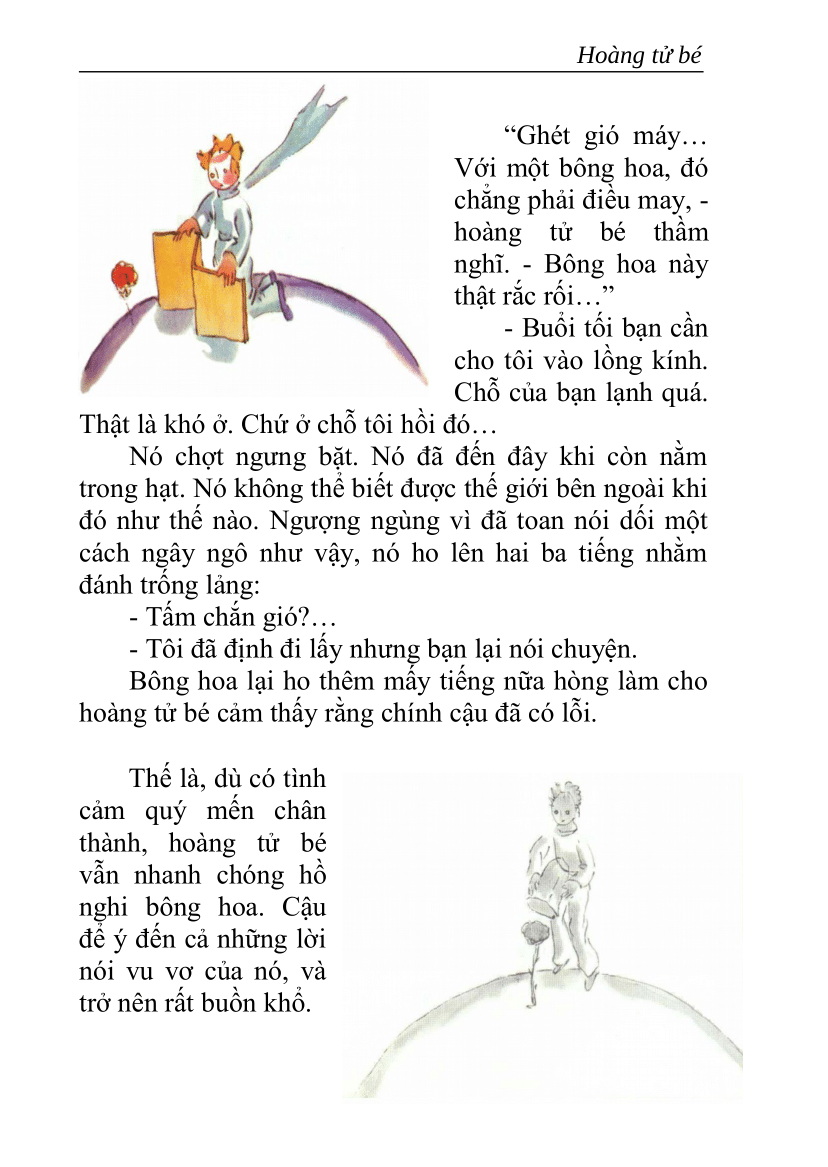 Hoàng tử bé
“Ghét gió máy…
Với một bông hoa, đó
chẳng phải điều may, -
hoàng tử bé thầm
nghĩ. - Bông hoa này
thật rắc rối…”
- Buổi tối bạn cần
cho tôi vào lồng kính.
Chỗ của bạn lạnh quá.
Thật là khó ở. Chứ ở chỗ tôi hồi đó…
Nó chợt ngưng bặt. Nó đã đến đây khi còn nằm
trong hạt. Nó không thể biết được thế giới bên ngoài khi
đó như thế nào. Ngượng ngùng vì đã toan nói dối một
cách ngây ngô như vậy, nó ho lên hai ba tiếng nhằm
đánh trống lảng:
- Tấm chắn gió?…
- Tôi đã định đi lấy nhưng bạn lại nói chuyện.
Bông hoa lại ho thêm mấy tiếng nữa hòng làm cho
hoàng tử bé cảm thấy rằng chính cậu đã có lỗi.
Thế là, dù có tình
cảm quý mến chân
thành, hoàng tử bé
vẫn nhanh chóng hồ
nghi bông hoa. Cậu
để ý đến cả những lời
nói vu vơ của nó, và
trở nên rất buồn khổ.